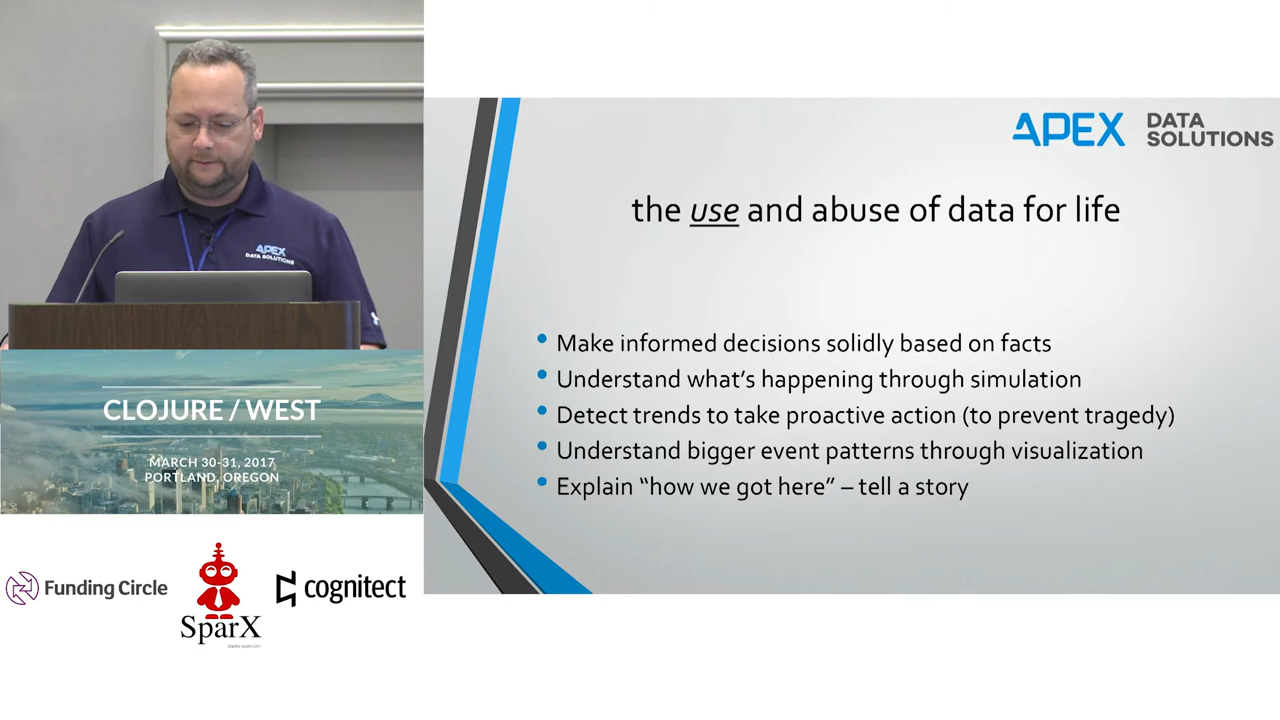 APEX
DATA SOLUTIONS
CLOJURE / WEST
MARCH 30-31, 2017
PORTLAND, OREGON
Funding Circle
SparX
cognitect
APEX DATA
SOLUTIONS
the use and abuse of data for life
• Make informed decisions solidly based on facts
• Understand what’s happening through simulation
• Detect trends to take proactive action (to prevent tragedy)
• Understand bigger event patterns through visualization
• Explain “how we got here” – tell a story